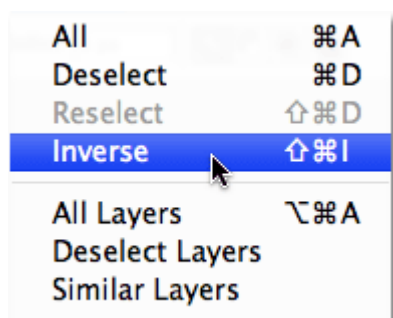 All ⌘A
Deselect ⌘D
Reselect ⇧⌘D
Inverse ⇧⌘I
All Layers ⌥⌘A
Deselect Layers
Similar Layers